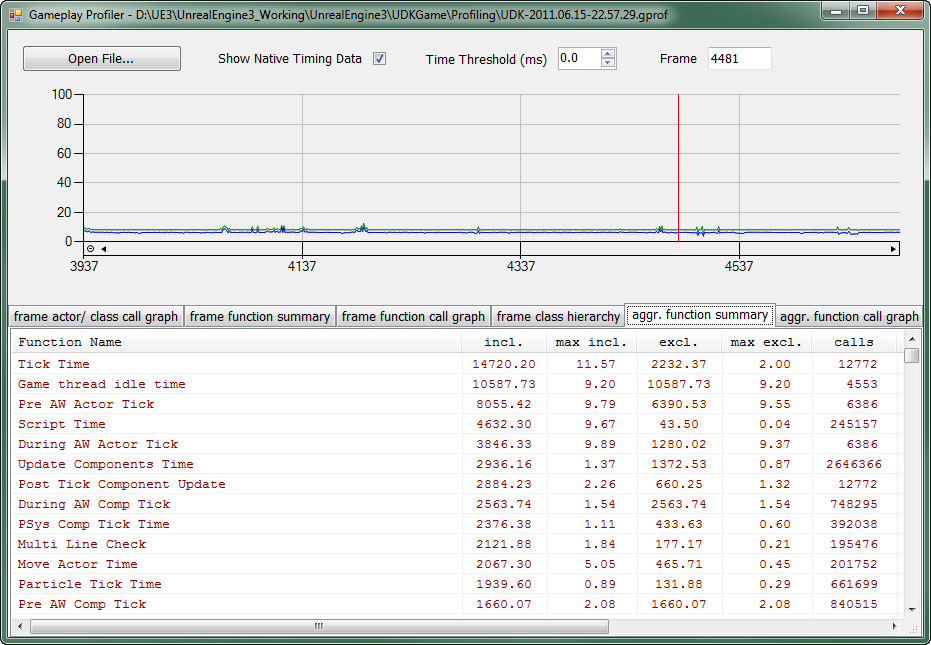 Gameplay Profiler - D:\UE3\UnrealEngine3_Working\UnrealEngine3\UDKGame\Profiling\UDK-2011.06.15-22.57.29.gprof
Open File... Show Native Timing Data Time Threshold (ms) 0.0 Frame 4481
100
80
60
40
20
0
3937 4137 4337 4537
frame actor/ class call graph frame function summary frame function call graph frame class hierarchy aggr. function summary aggr. function call graph
Function Name incl. max incl. excl. max excl. calls
Tick Time 14720.20 11.57 2232.37 2.00 12772
Game thread idle time 10587.73 9.20 10587.73 9.20 4553
Pre AW Actor Tick 8055.42 9.79 6390.53 9.55 6386
Script Time 4632.30 9.67 43.50 0.04 245157
During AW Actor Tick 3846.33 9.89 1280.02 9.37 6386
Update Components Time 2936.16 1.37 1372.53 0.87 2646366
Post Tick Component Update 2884.23 2.26 660.25 1.32 12772
During AW Comp Tick 2563.74 1.54 2563.74 1.54 748295
PSys Comp Tick Time 2376.38 1.11 433.63 0.60 392038
Multi Line Check 2121.88 1.84 177.17 0.21 195476
Move Actor Time 2067.30 5.05 465.71 0.45 201752
Particle Tick Time 1939.60 0.89 131.88 0.29 661699
Pre AW Comp Tick 1660.07 2.08 1660.07 2.08 840515